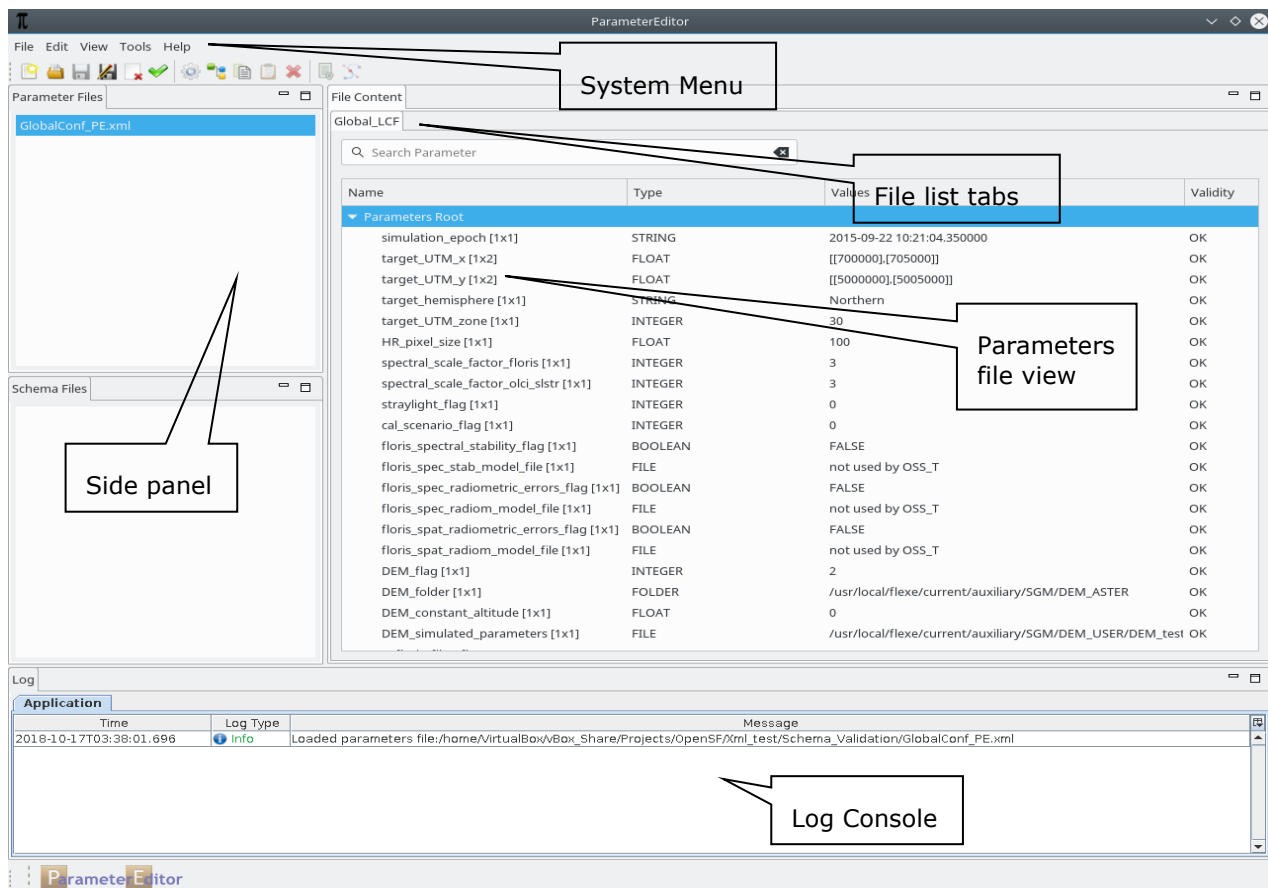 π ParameterEditor
File Edit View Tools Help
System Menu
Parameter Files
GlobalConf_PE.xml
File Content
Global_LCF
Search Parameter
File list tabs
Name Type Values Validity
Parameters Root
simulation_epoch [1x1] STRING 2015-09-22 10:21:04.350000 OK
target_UTM_x [1x2] FLOAT [[700000],[705000]] OK
target_UTM_y [1x2] FLOAT [[5000000],[5005000]] OK
target_hemisphere [1x1] STRING Northern OK
target_UTM_zone [1x1] INTEGER 30 OK
HR_pixel_size [1x1] FLOAT 100 OK
spectral_scale_factor_floris [1x1] INTEGER 3 OK
spectral_scale_factor_olci_slstr [1x1] INTEGER 3 OK
straylight_flag [1x1] INTEGER 0 OK
cal_scenario_flag [1x1] INTEGER 0 OK
floris_spectral_stability_flag [1x1] BOOLEAN FALSE OK
floris_spec_stab_model_file [1x1] FILE not used by OSS_T OK
floris_spec_radiometric_errors_flag [1x1] BOOLEAN FALSE OK
floris_spec_radiom_model_file [1x1] FILE not used by OSS_T OK
floris_spat_radiometric_errors_flag [1x1] BOOLEAN FALSE OK
floris_spat_radiom_model_file [1x1] FILE not used by OSS_T OK
DEM_flag [1x1] INTEGER 2 OK
DEM_folder [1x1] FOLDER /usr/local/flexe/current/auxiliary/SGM/DEM_ASTER OK
DEM_constant_altitude [1x1] FLOAT 0 OK
DEM_simulated_parameters [1x1] FILE /usr/local/flexe/current/auxiliary/SGM/DEM_USER/DEM_test OK
Parameters
file view
Schema Files
Side panel
Log
Application
Time Log Type Message
2018-10-17T03:38:01.696 Info Loaded parameters file:/home/VirtualBox/vBox_Share/Projects/OpenSF/Xml_test/Schema_Validation/GlobalConf_PE.xml
Log Console
ParameterEditor